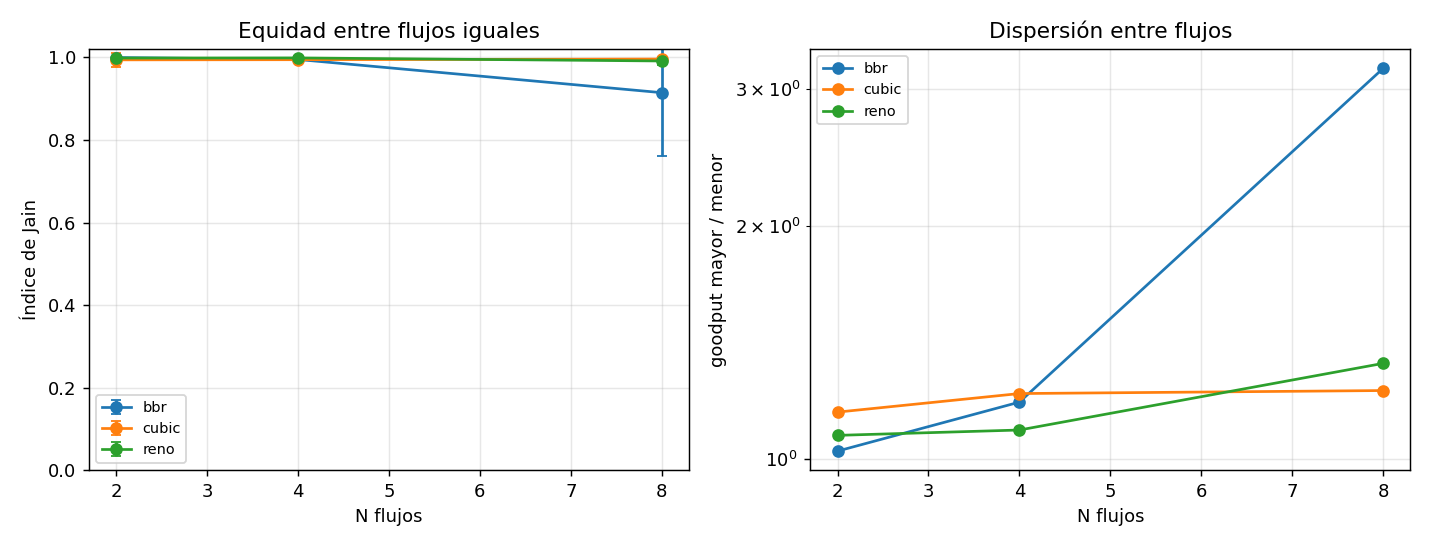 Equidad entre flujos iguales
Índice de Jain
1.0
0.8
0.6
0.4
0.2
0.0
bbr
cubic
reno
2 3 4 5 6 7 8
N flujos
Dispersión entre flujos
goodput mayor / menor
3 × 10⁰
2 × 10⁰
10⁰
bbr
cubic
reno
2 3 4 5 6 7 8
N flujos